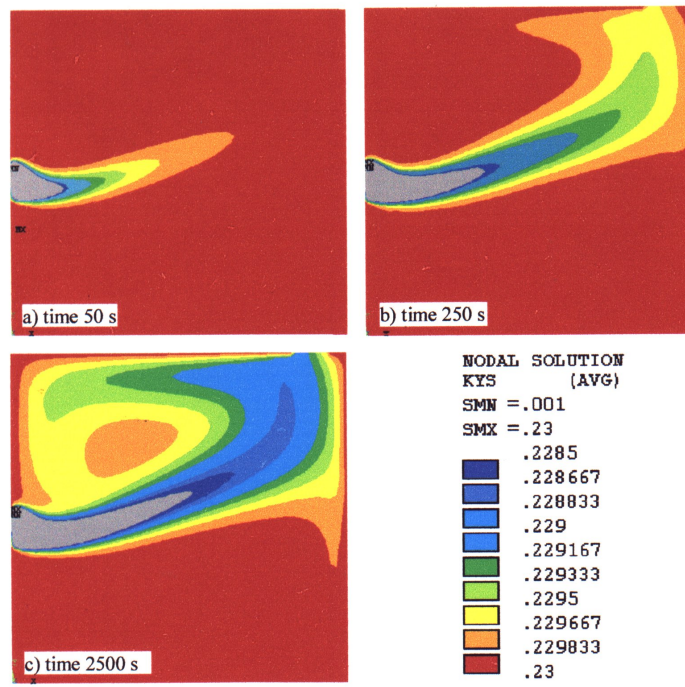 a) time 50 s
b) time 250 s
c) time 2500 s
NODAL SOLUTION
KYS (AVG)
SMN =.001
SMX =.23
.2285
.228667
.228833
.229
.229167
.229333
.2295
.229667
.229833
.23